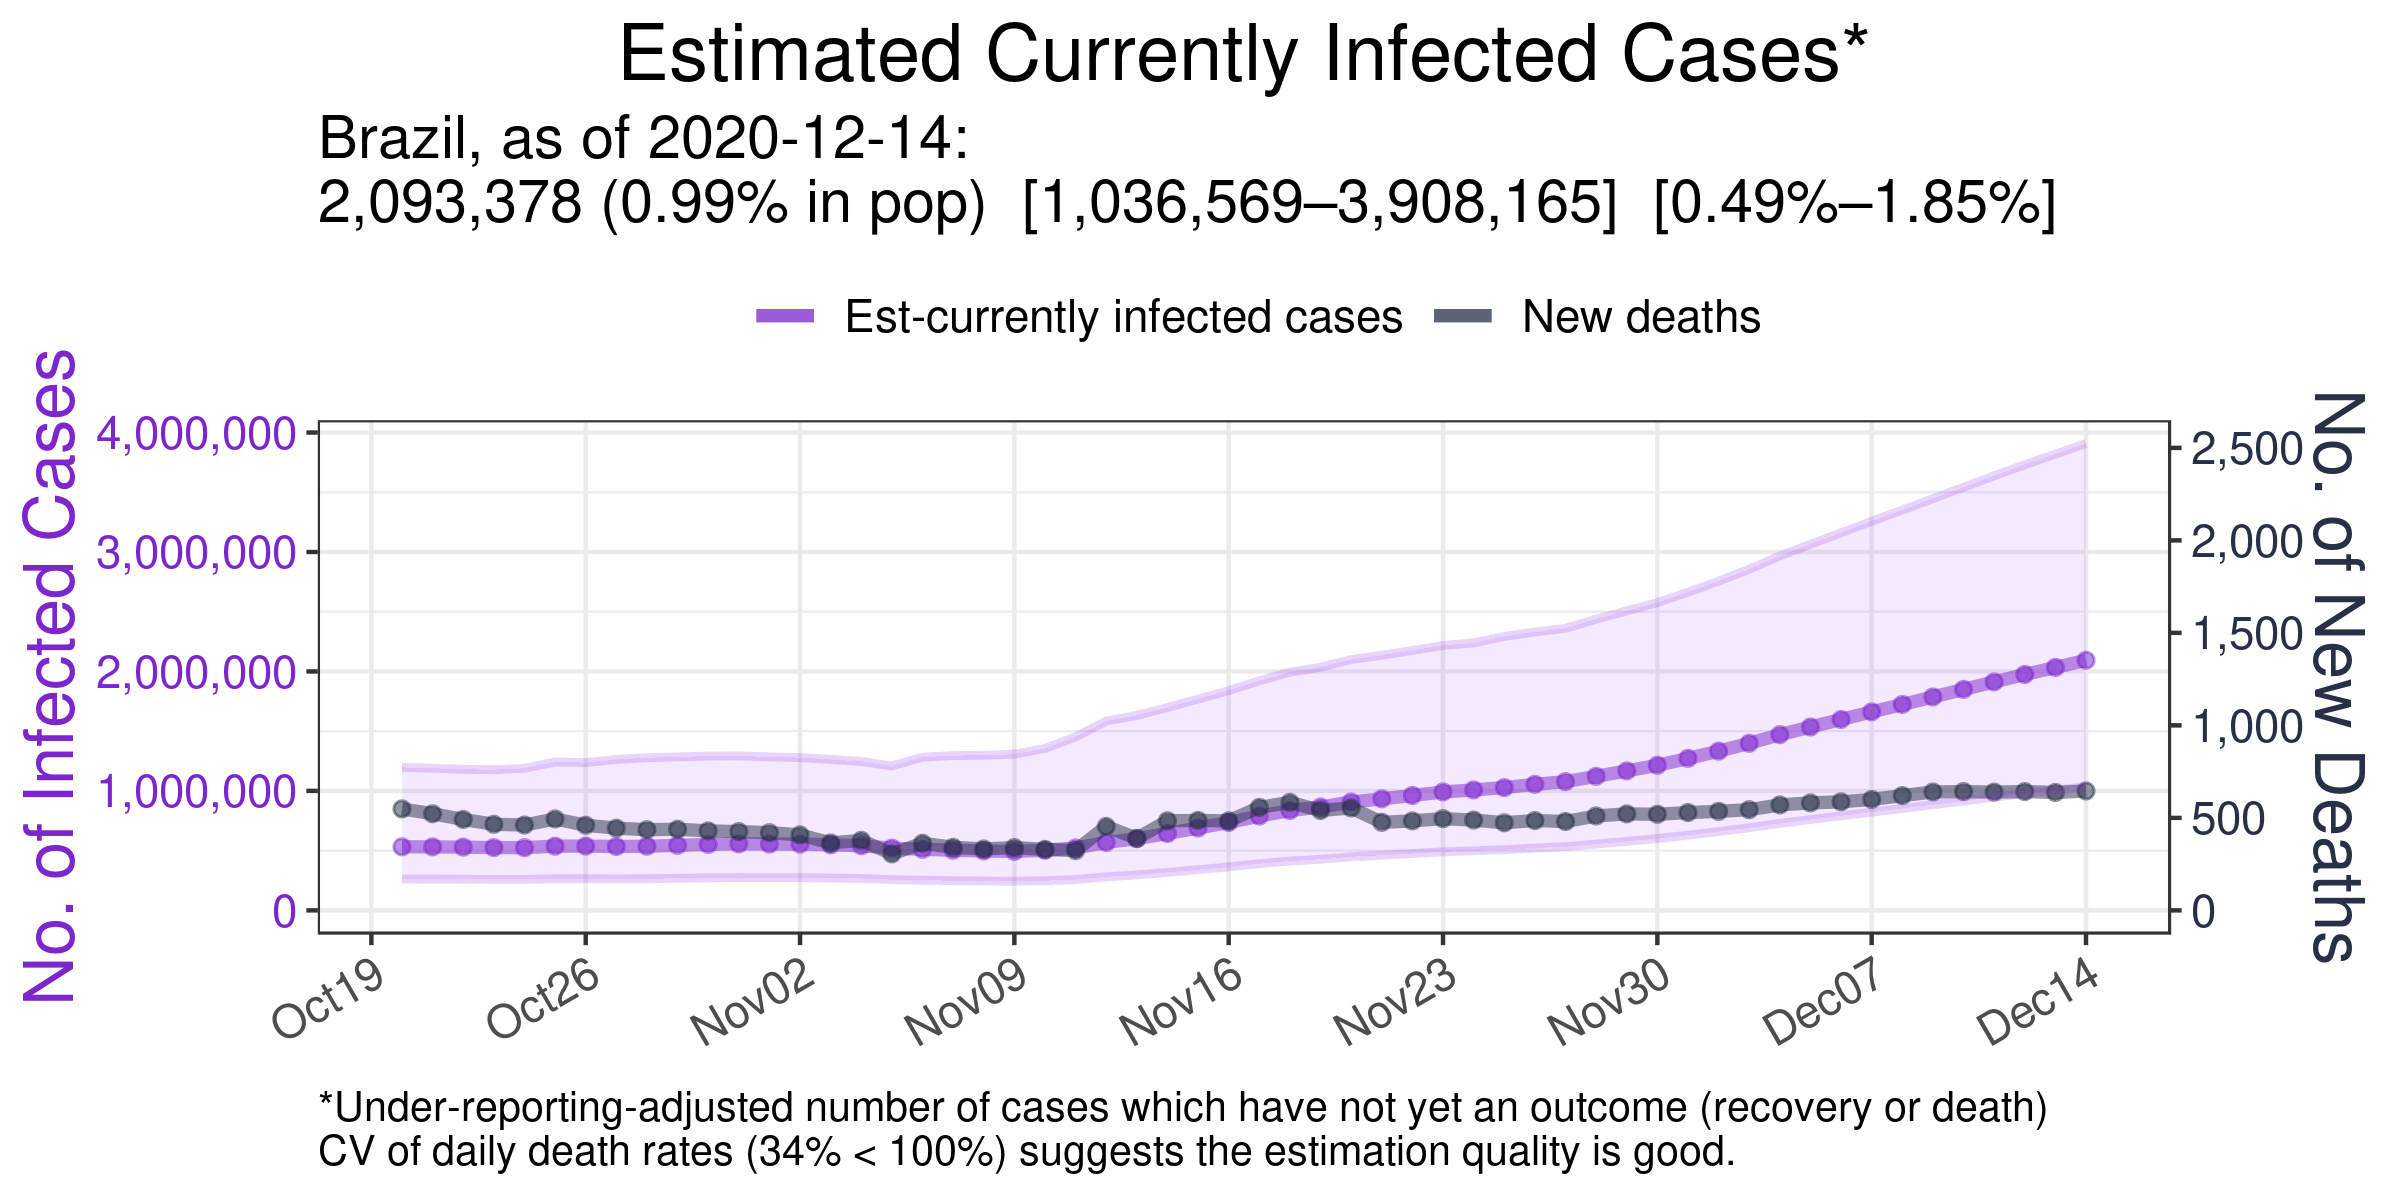 Estimated Currently Infected Cases*
Brazil, as of 2020-12-14:
2,093,378 (0.99% in pop)  [1,036,569–3,908,165]  [0.49%–1.85%]
Est-currently infected cases
New deaths
No. of Infected Cases
4,000,000
3,000,000
2,000,000
1,000,000
0
2,500
2,000
1,500
1,000
500
0
No. of New Deaths
Oct19
Oct26
Nov02
Nov09
Nov16
Nov23
Nov30
Dec07
Dec14
*Under-reporting-adjusted number of cases which have not yet an outcome (recovery or death)
CV of daily death rates (34% < 100%) suggests the estimation quality is good.